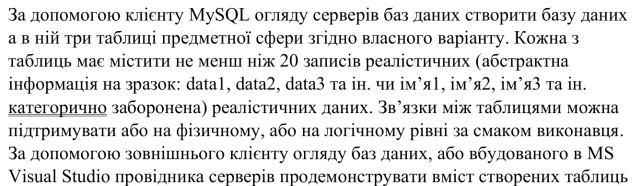 За допомогою клієнту MySQL огляду серверів баз даних створити базу даних
а в ній три таблиці предметної сфери згідно власного варіанту. Кожна з
таблиць має містити не менш ніж 20 записів реалістичних (абстрактна
інформація на зразок: data1, data2, data3 та ін. чи ім’я1, ім’я2, ім’я3 та ін.
категорично заборонена) реалістичних даних. Зв’язки між таблицями можна
підтримувати або на фізичному, або на логічному рівні за смаком виконавця.
За допомогою зовнішнього клієнту огляду баз даних, або вбудованого в MS
Visual Studio провідника серверів продемонструвати вміст створених таблиць